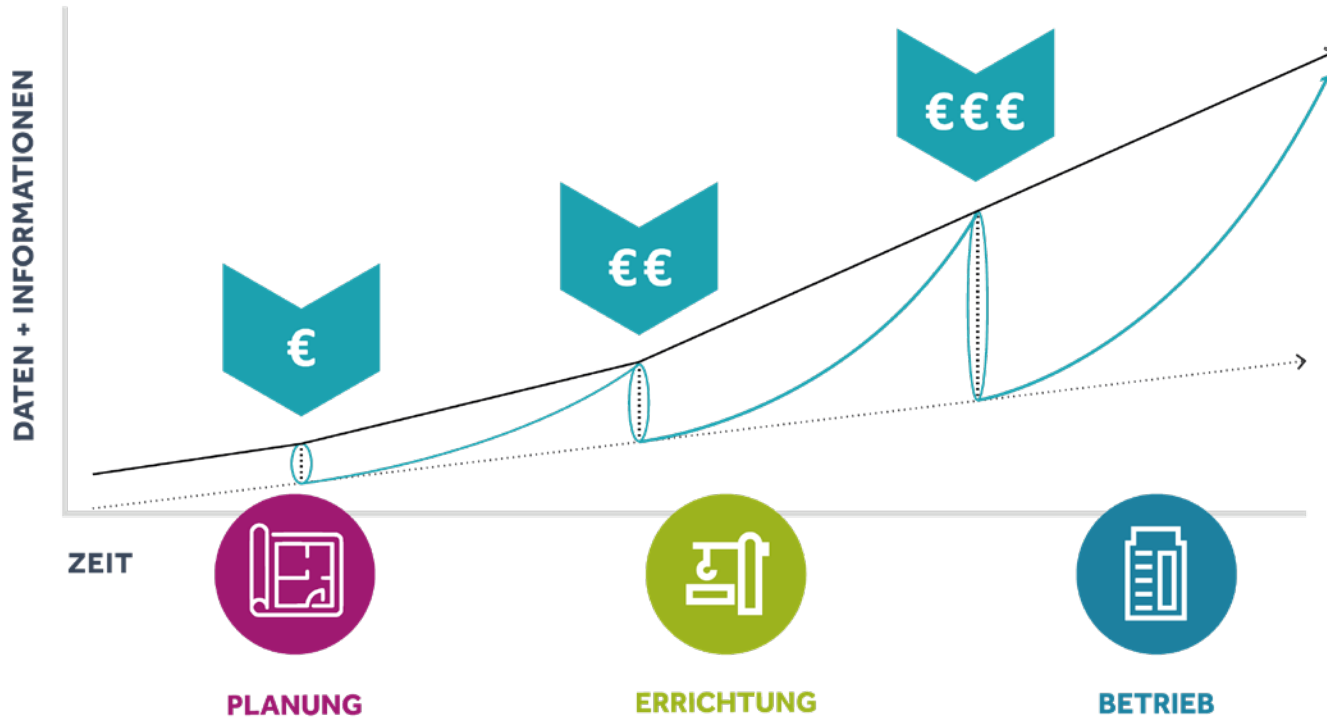 DATEN + INFORMATIONEN
€
€€
€€€
ZEIT
PLANUNG
ERRICHTUNG
BETRIEB